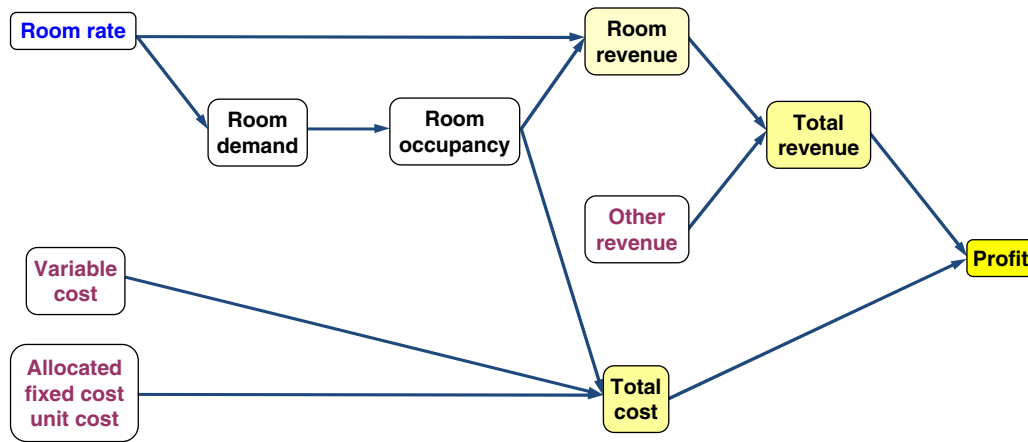 Room rate
Room
revenue
Room
demand
Room
occupancy
Total
revenue
Other
revenue
Variable
cost
Profit
Allocated
fixed cost
unit cost
Total
cost